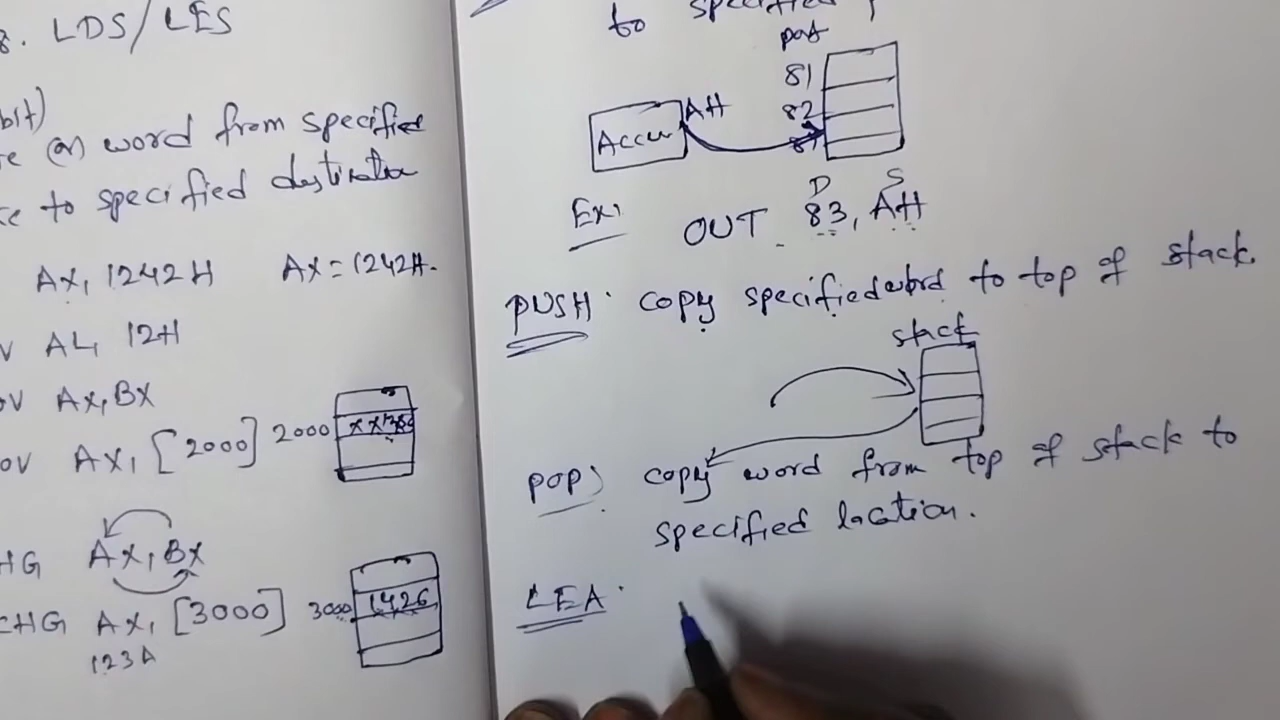 8. LDS/LES
bit)
(or) word from specified
to specified destination
AX, 1242H AX = 1242H.
AL, 12H
OV AX, BX
OV AX, [2000] 2000
HG AX, BX
CHG AX, [3000] 3000 1426
123A
to specified
port
81
82
Accu AH
D S
Ex: OUT 83, AH
PUSH: copy specified word to top of stack.
stack
POP: copy word from top of stack to
specified location.
LEA: